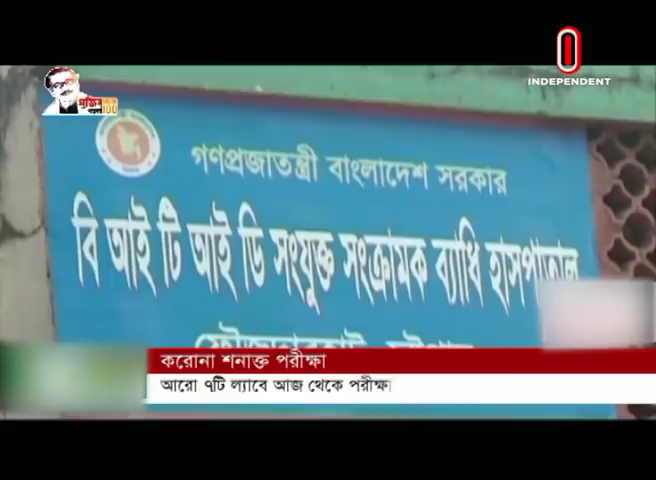 INDEPENDENT
গণপ্রজাতন্ত্রী বাংলাদেশ সরকার
বি আই টি আই ডি সংযুক্ত সংক্রামক ব্যাধি হাসপাতাল
করোনা শনাক্ত পরীক্ষা
আরো ৭টি ল্যাবে আজ থেকে পরীক্ষা